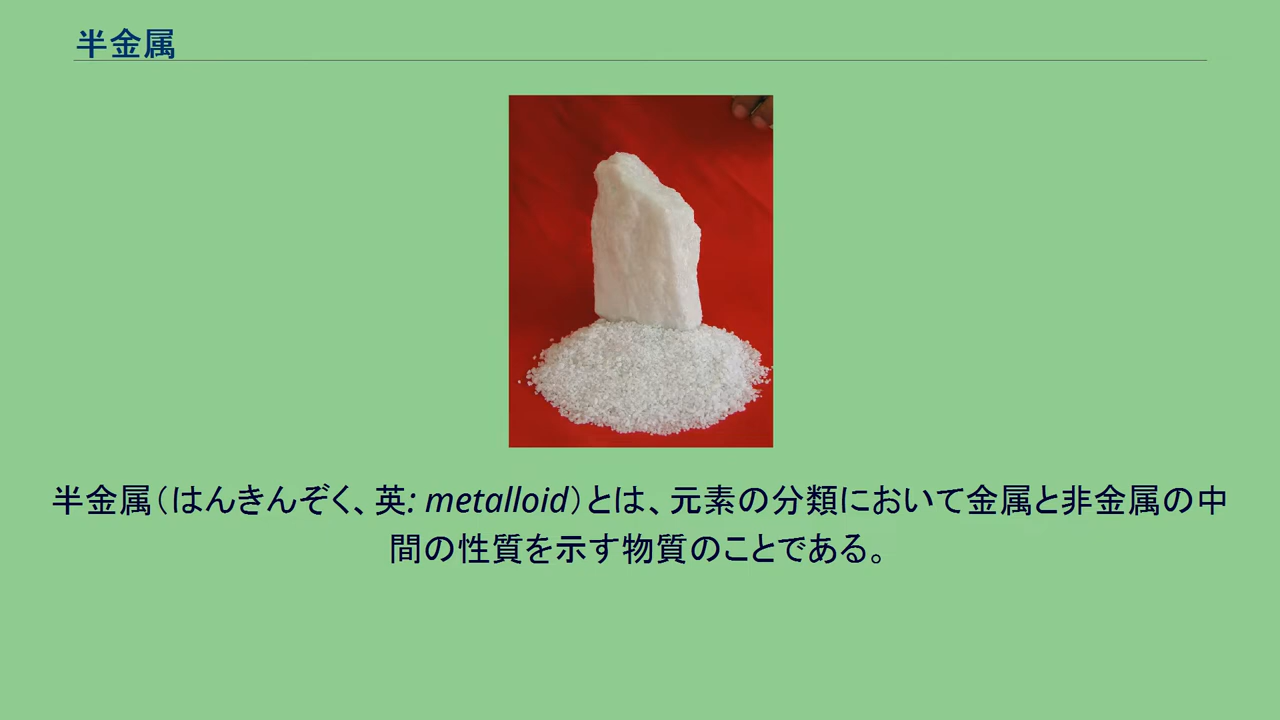 半金属
半金属（はんきんぞく、英: metalloid）とは、元素の分類において金属と非金属の中
間の性質を示す物質のことである。